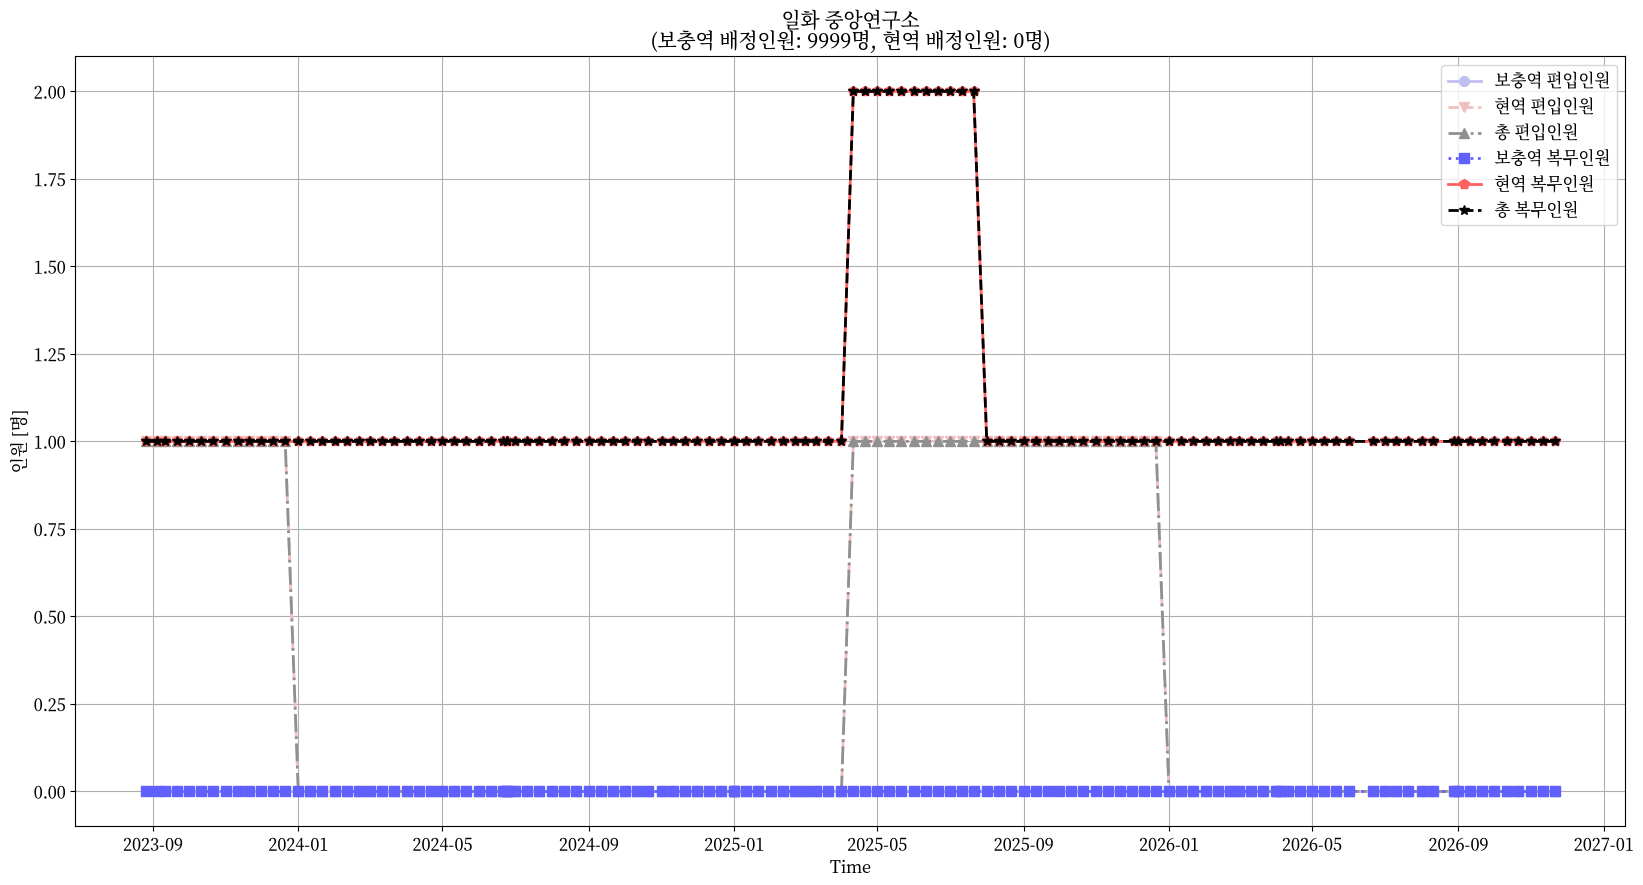 일화 중앙연구소
(보충역 배정인원: 9999명, 현역 배정인원: 0명)
보충역 편입인원
현역 편입인원
총 편입인원
보충역 복무인원
현역 복무인원
총 복무인원
인원 [명]
2.00
1.75
1.50
1.25
1.00
0.75
0.50
0.25
0.00
2023-09
2024-01
2024-05
2024-09
2025-01
2025-05
2025-09
2026-01
2026-05
2026-09
2027-01
Time